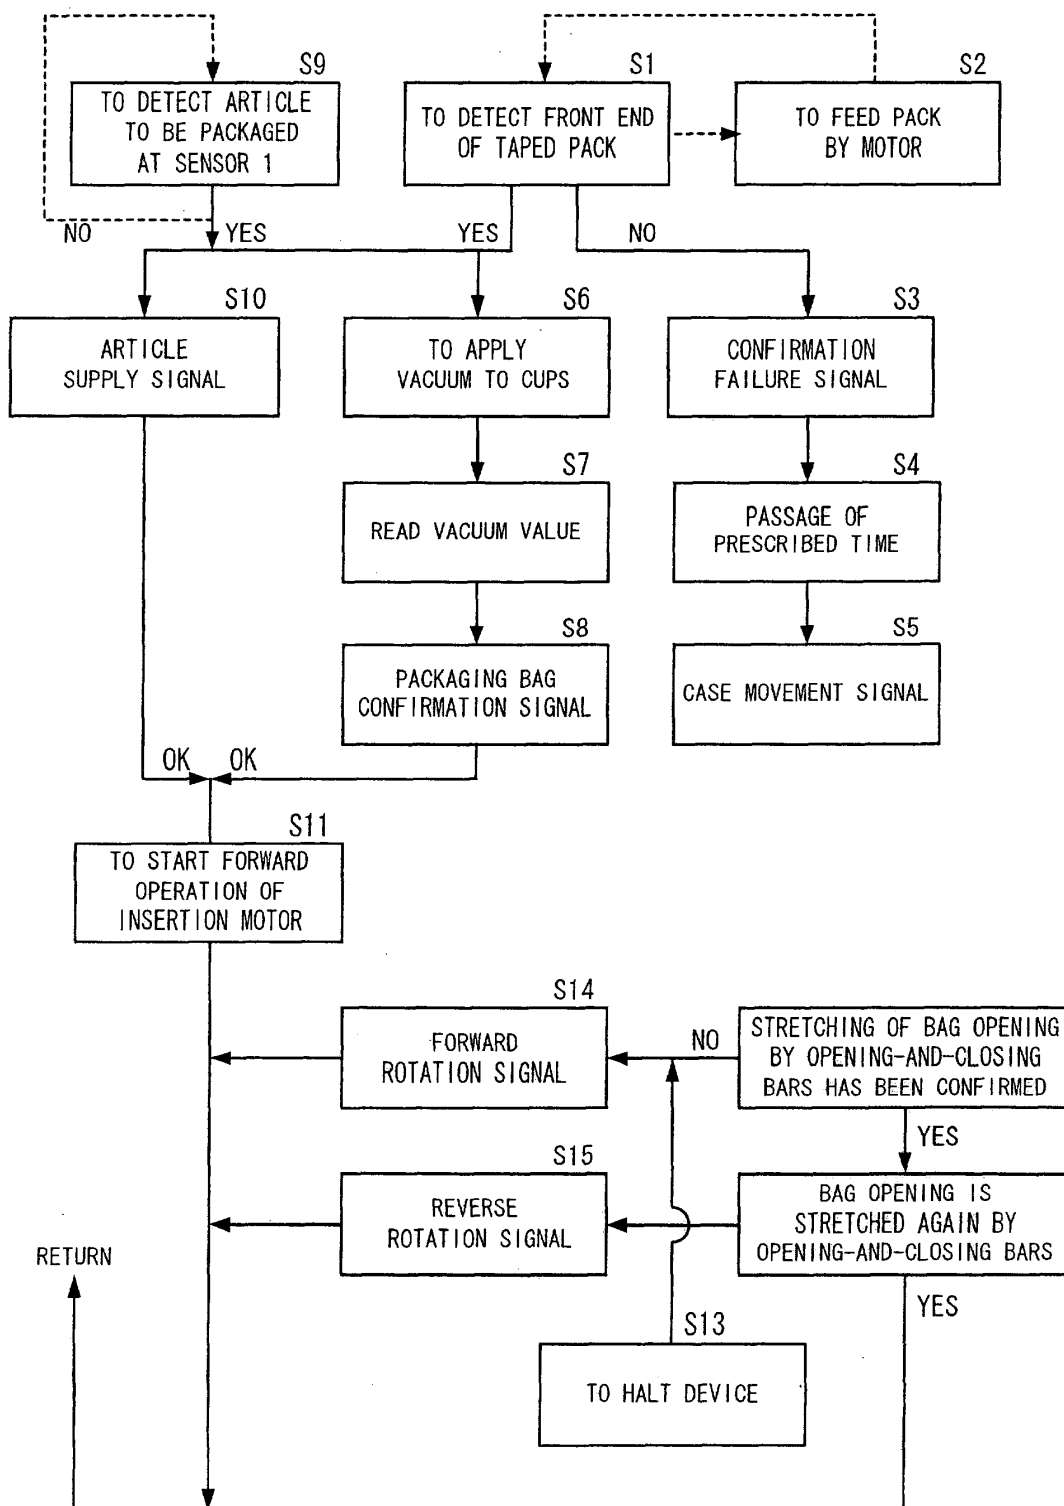 S9
TO DETECT ARTICLE
TO BE PACKAGED
AT SENSOR 1
S1
TO DETECT FRONT END
OF TAPED PACK
S2
TO FEED PACK
BY MOTOR
NO
YES
YES
NO
S10
ARTICLE
SUPPLY SIGNAL
S6
TO APPLY
VACUUM TO CUPS
S3
CONFIRMATION
FAILURE SIGNAL
S7
READ VACUUM VALUE
S4
PASSAGE OF
PRESCRIBED TIME
S8
PACKAGING BAG
CONFIRMATION SIGNAL
S5
CASE MOVEMENT SIGNAL
OK
OK
S11
TO START FORWARD
OPERATION OF
INSERTION MOTOR
S14
FORWARD
ROTATION SIGNAL
NO
STRETCHING OF BAG OPENING
BY OPENING-AND-CLOSING
BARS HAS BEEN CONFIRMED
YES
S15
REVERSE
ROTATION SIGNAL
BAG OPENING IS
STRETCHED AGAIN BY
OPENING-AND-CLOSING BARS
RETURN
YES
S13
TO HALT DEVICE